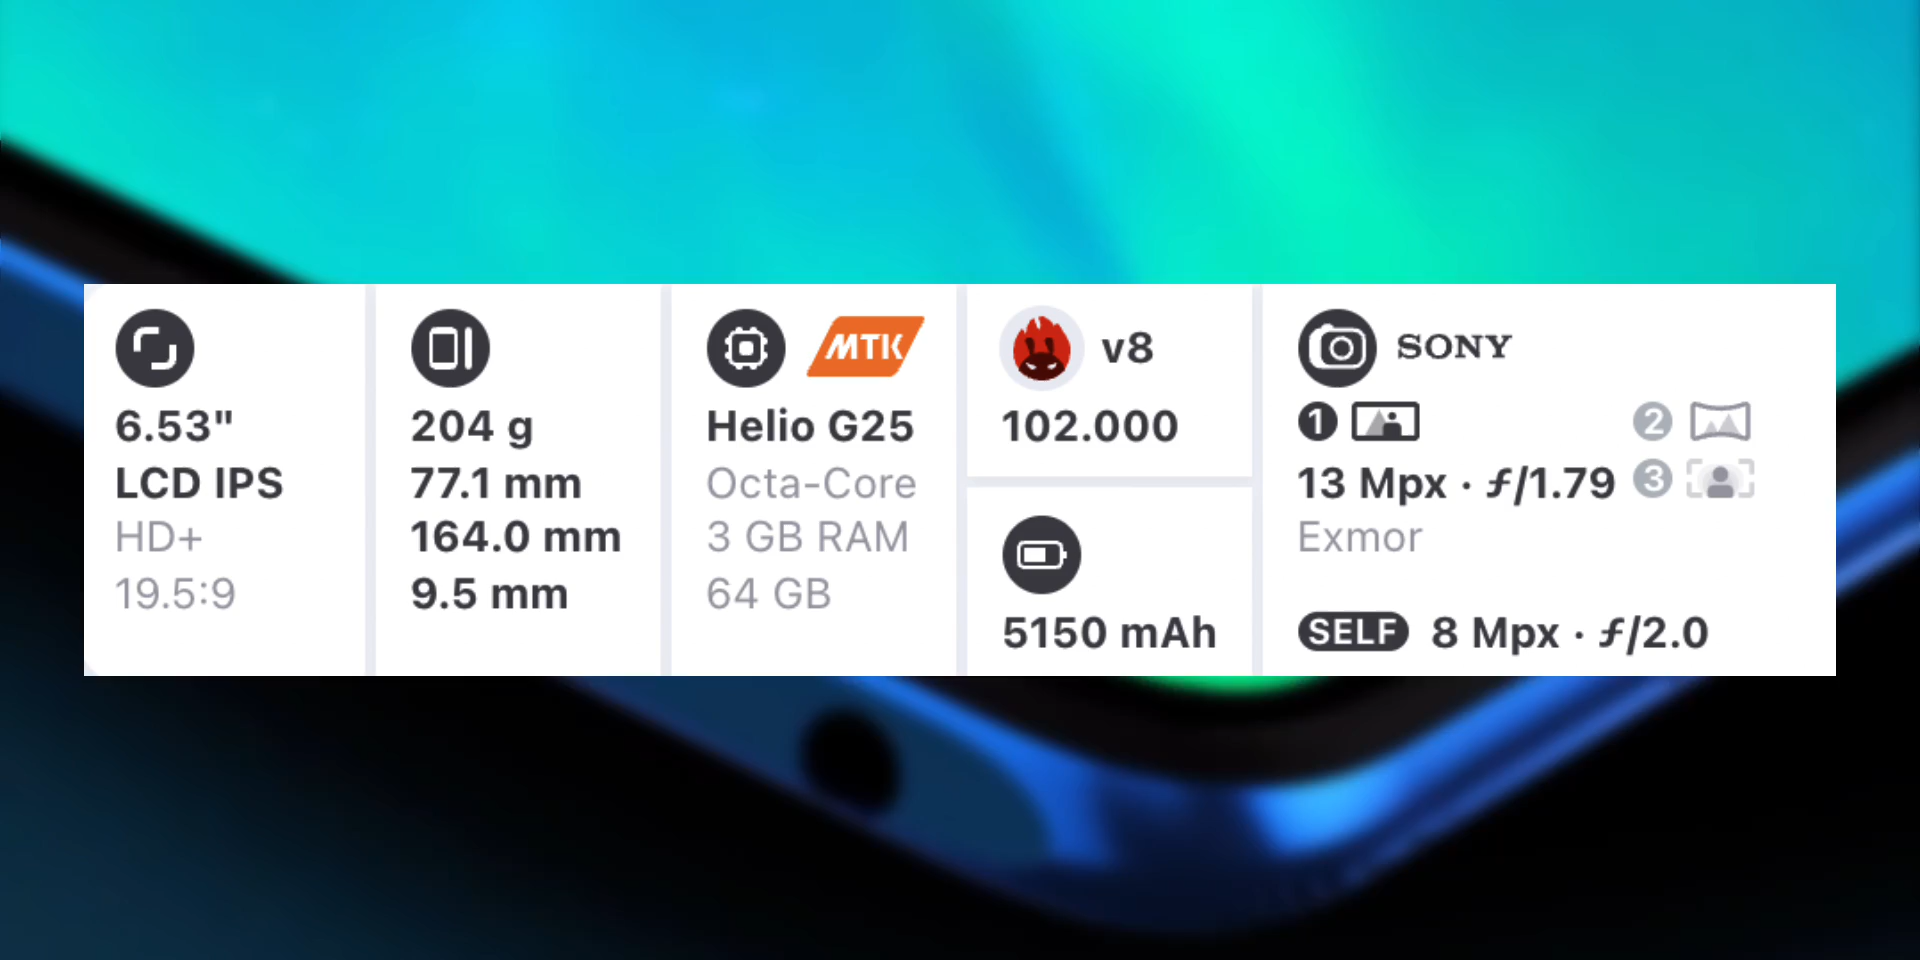 6.53"
LCD IPS
HD+
19.5:9
204 g
77.1 mm
164.0 mm
9.5 mm
MTK
Helio G25
Octa-Core
3 GB RAM
64 GB
v8
102.000
5150 mAh
SONY
1
2
13 Mpx · ƒ/1.79
3
Exmor
SELF 8 Mpx · ƒ/2.0